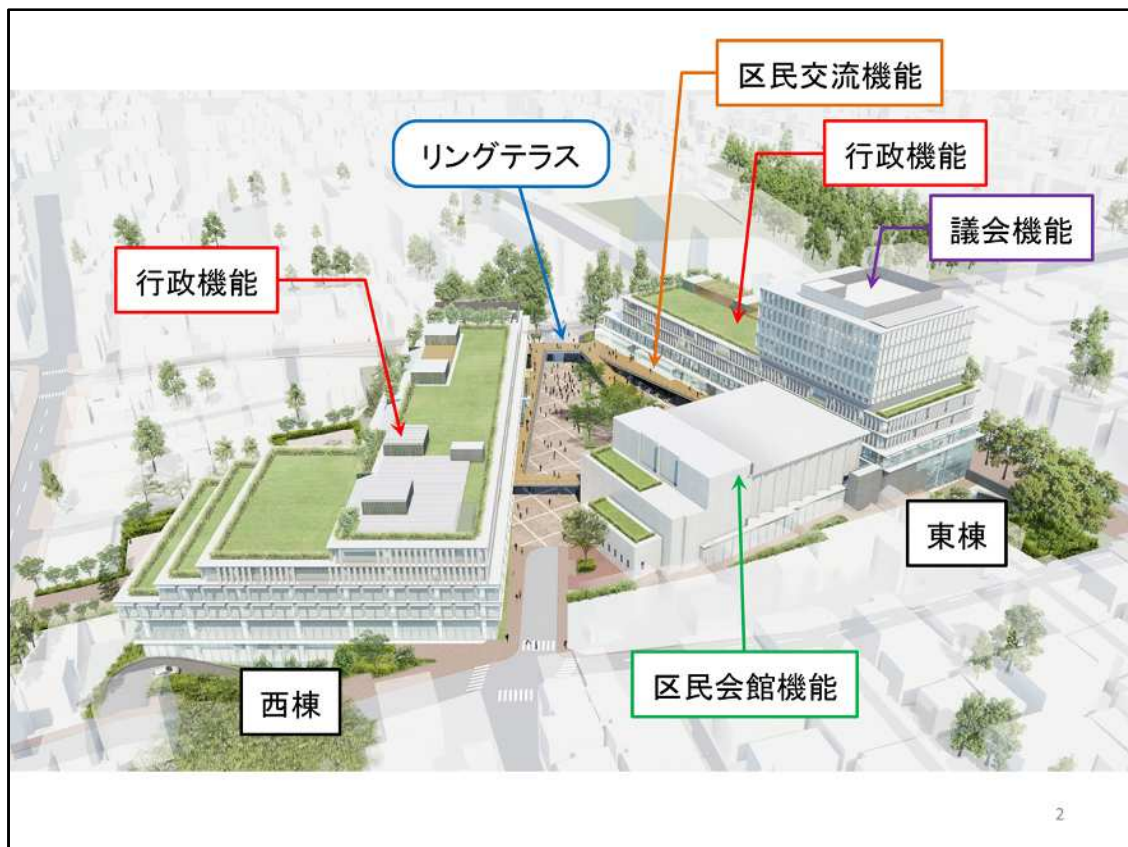 区民交流機能
リングテラス
行政機能
議会機能
行政機能
東棟
区民会館機能
西棟
2